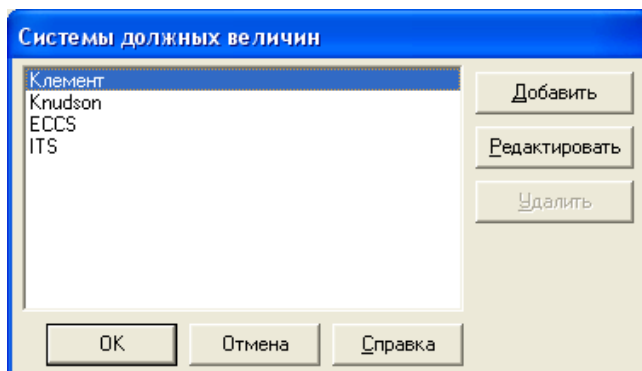 Системы должных величин
Клемент
Knudson
ECCS
ITS
Добавить
Редактировать
Удалить
OK
Отмена
Справка